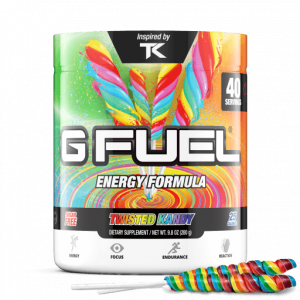 Inspired by
TK
40
SERVINGS
G FUEL
ENERGY FORMULA
TWISTED KANDY
DIETARY SUPPLEMENT / NET WT. 9.8 OZ (280 g)
ENERGY
FOCUS
ENDURANCE
REACTION